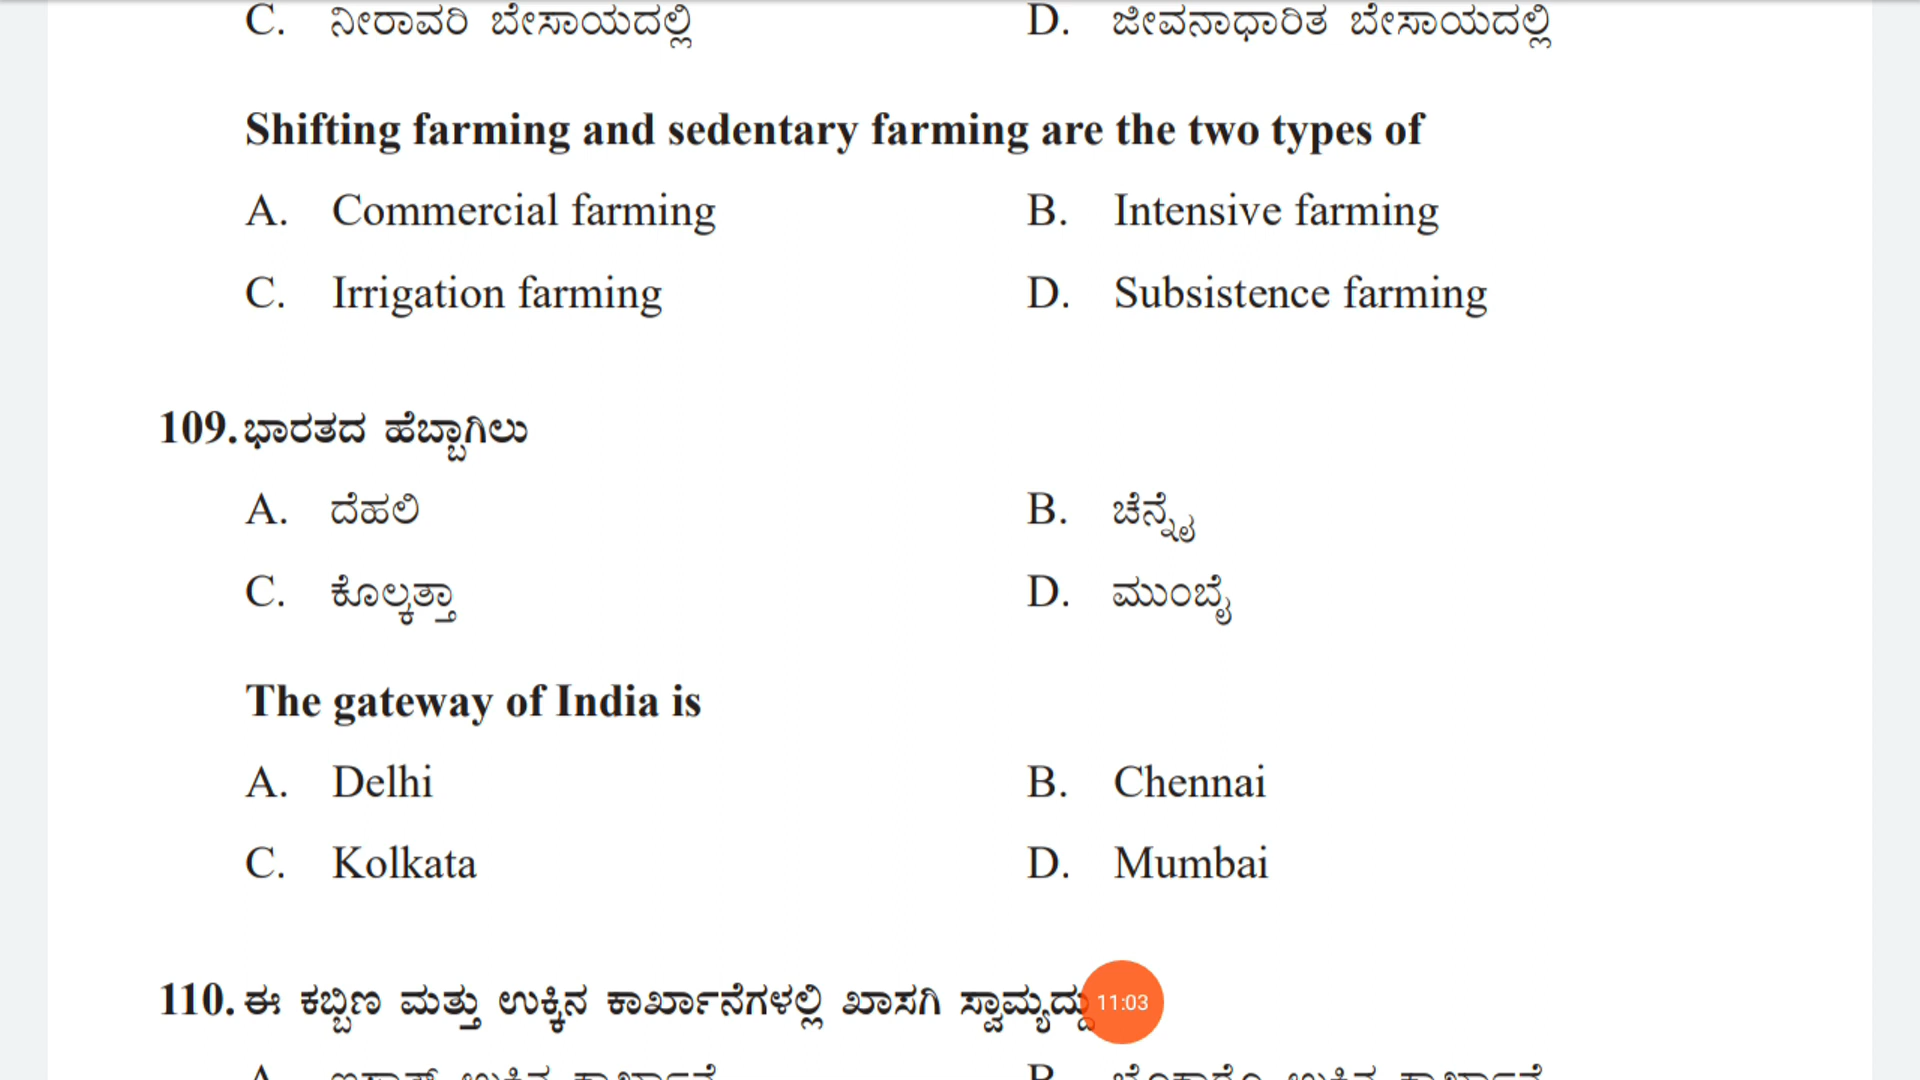 C. ನೀರಾವರಿ ಬೇಸಾಯದಲ್ಲಿ D. ಜೀವನಾಧಾರಿತ ಬೇಸಾಯದಲ್ಲಿ
Shifting farming and sedentary farming are the two types of
A. Commercial farming B. Intensive farming
C. Irrigation farming D. Subsistence farming
109. ಭಾರತದ ಹೆಬ್ಬಾಗಿಲು
A. ದೆಹಲಿ B. ಚೆನ್ನೈ
C. ಕೊಲ್ಕತ್ತಾ D. ಮುಂಬೈ
The gateway of India is
A. Delhi B. Chennai
C. Kolkata D. Mumbai
110. ಈ ಕಬ್ಬಿಣ ಮತ್ತು ಉಕ್ಕಿನ ಕಾರ್ಖಾನೆಗಳಲ್ಲಿ ಖಾಸಗಿ ಸ್ವಾಮ್ಯದ್ದು 11:03
A. ಉಕ್ಕಿನ ಕಾರ್ಖಾನೆ B. ಉಕ್ಕಿನ ಕಾರ್ಖಾನೆ